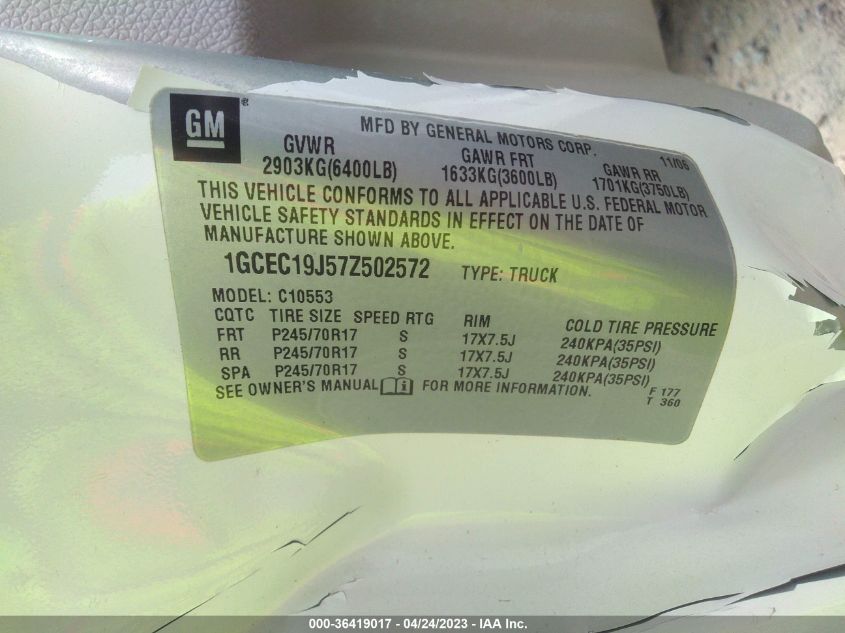 GM®
MFD BY GENERAL MOTORS CORP. 11/06
GVWR GAWR FRT GAWR RR
2903KG(6400LB) 1633KG(3600LB) 1701KG(3750LB)
THIS VEHICLE CONFORMS TO ALL APPLICABLE U.S. FEDERAL MOTOR
VEHICLE SAFETY STANDARDS IN EFFECT ON THE DATE OF
MANUFACTURE SHOWN ABOVE.
1GCEC19J57Z502572 TYPE: TRUCK
MODEL: C10553
CQTC TIRE SIZE SPEED RTG RIM COLD TIRE PRESSURE
FRT P245/70R17 S 17X7.5J 240KPA(35PSI)
RR P245/70R17 S 17X7.5J 240KPA(35PSI)
SPA P245/70R17 S 17X7.5J 240KPA(35PSI)
SEE OWNER'S MANUAL FOR MORE INFORMATION.
F 177
T 360
000-36419017 - 04/24/2023 - IAA Inc.